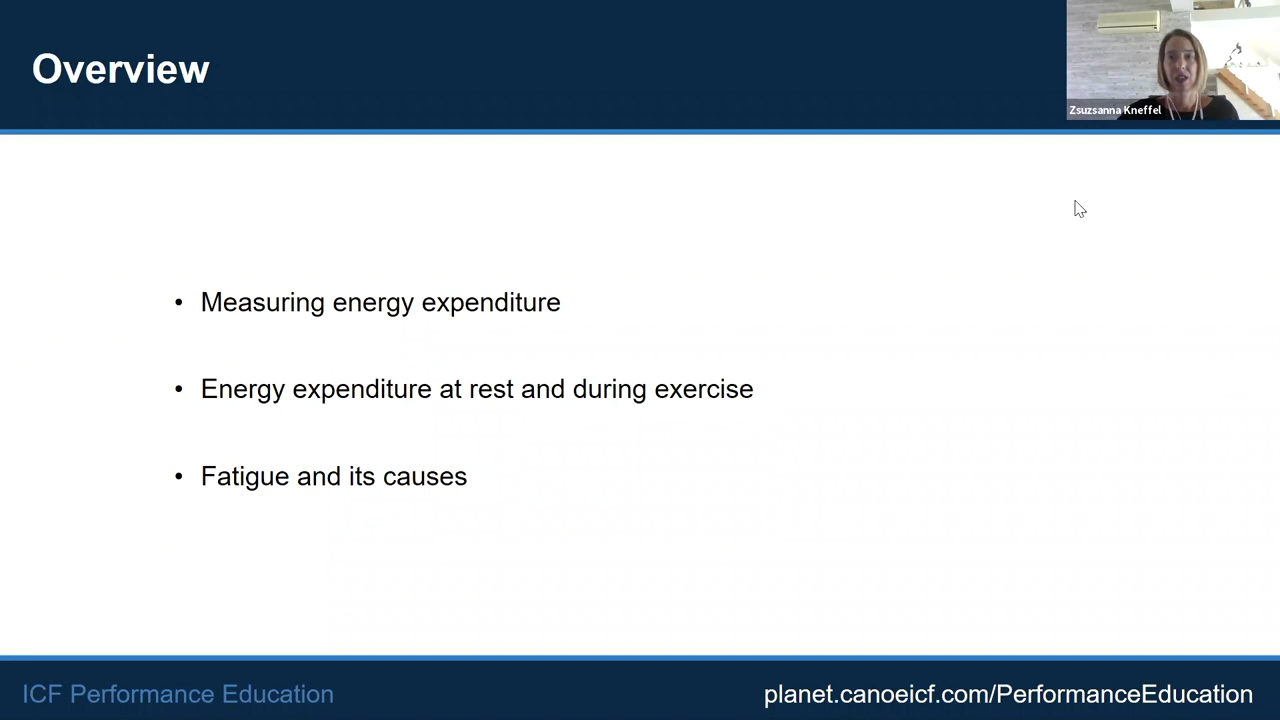 Overview
Zsuzsanna Kneffel
• Measuring energy expenditure
• Energy expenditure at rest and during exercise
• Fatigue and its causes
ICF Performance Education
planet.canoeicf.com/PerformanceEducation